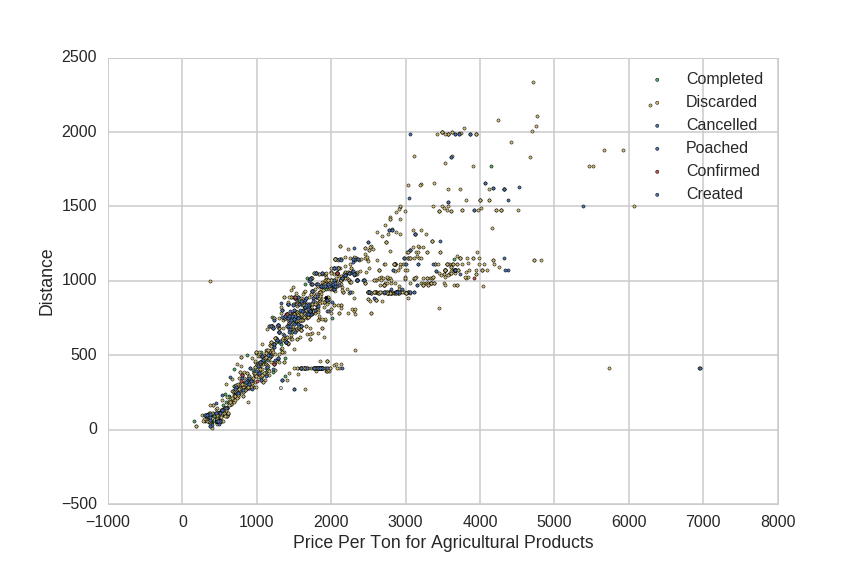 2500
2000
1500
1000
500
0
−500
−1000 0 1000 2000 3000 4000 5000 6000 7000 8000
Distance
Price Per Ton for Agricultural Products
Completed
Discarded
Cancelled
Poached
Confirmed
Created